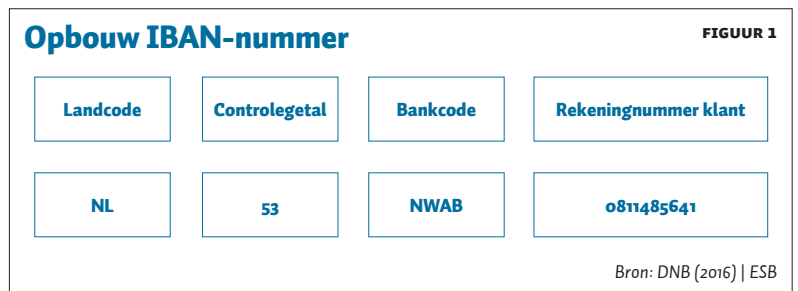 Opbouw IBAN-nummer
FIGUUR 1
Landcode Controlegetal Bankcode Rekeningnummer klant
NL 53 NWAB 0811485641
Bron: DNB (2016) | ESB